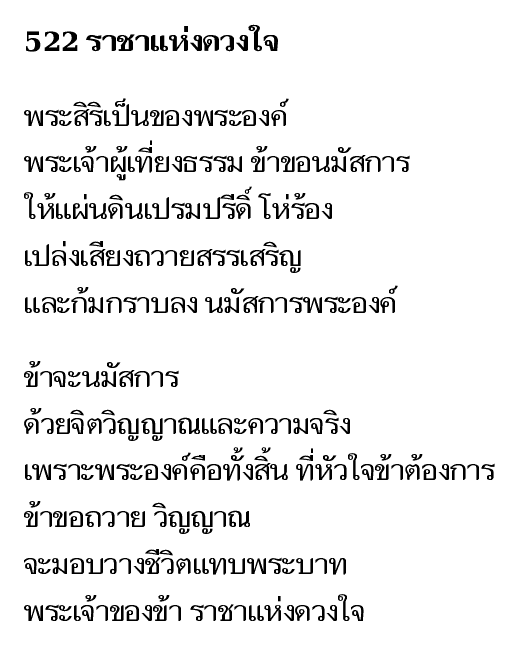 522 ราชาแห่งดวงใจ
พระสิริเป็นของพระองค์
พระเจ้าผู้เที่ยงธรรม ข้าขอนมัสการ
ให้แผ่นดินเปรมปรีดิ์ โห่ร้อง
เปล่งเสียงถวายสรรเสริญ
และก้มกราบลง นมัสการพระองค์
ข้าจะนมัสการ
ด้วยจิตวิญญาณและความจริง
เพราะพระองค์คือทั้งสิ้น ที่หัวใจข้าต้องการ
ข้าขอถวาย วิญญาณ
จะมอบวางชีวิตแทบพระบาท
พระเจ้าของข้า ราชาแห่งดวงใจ